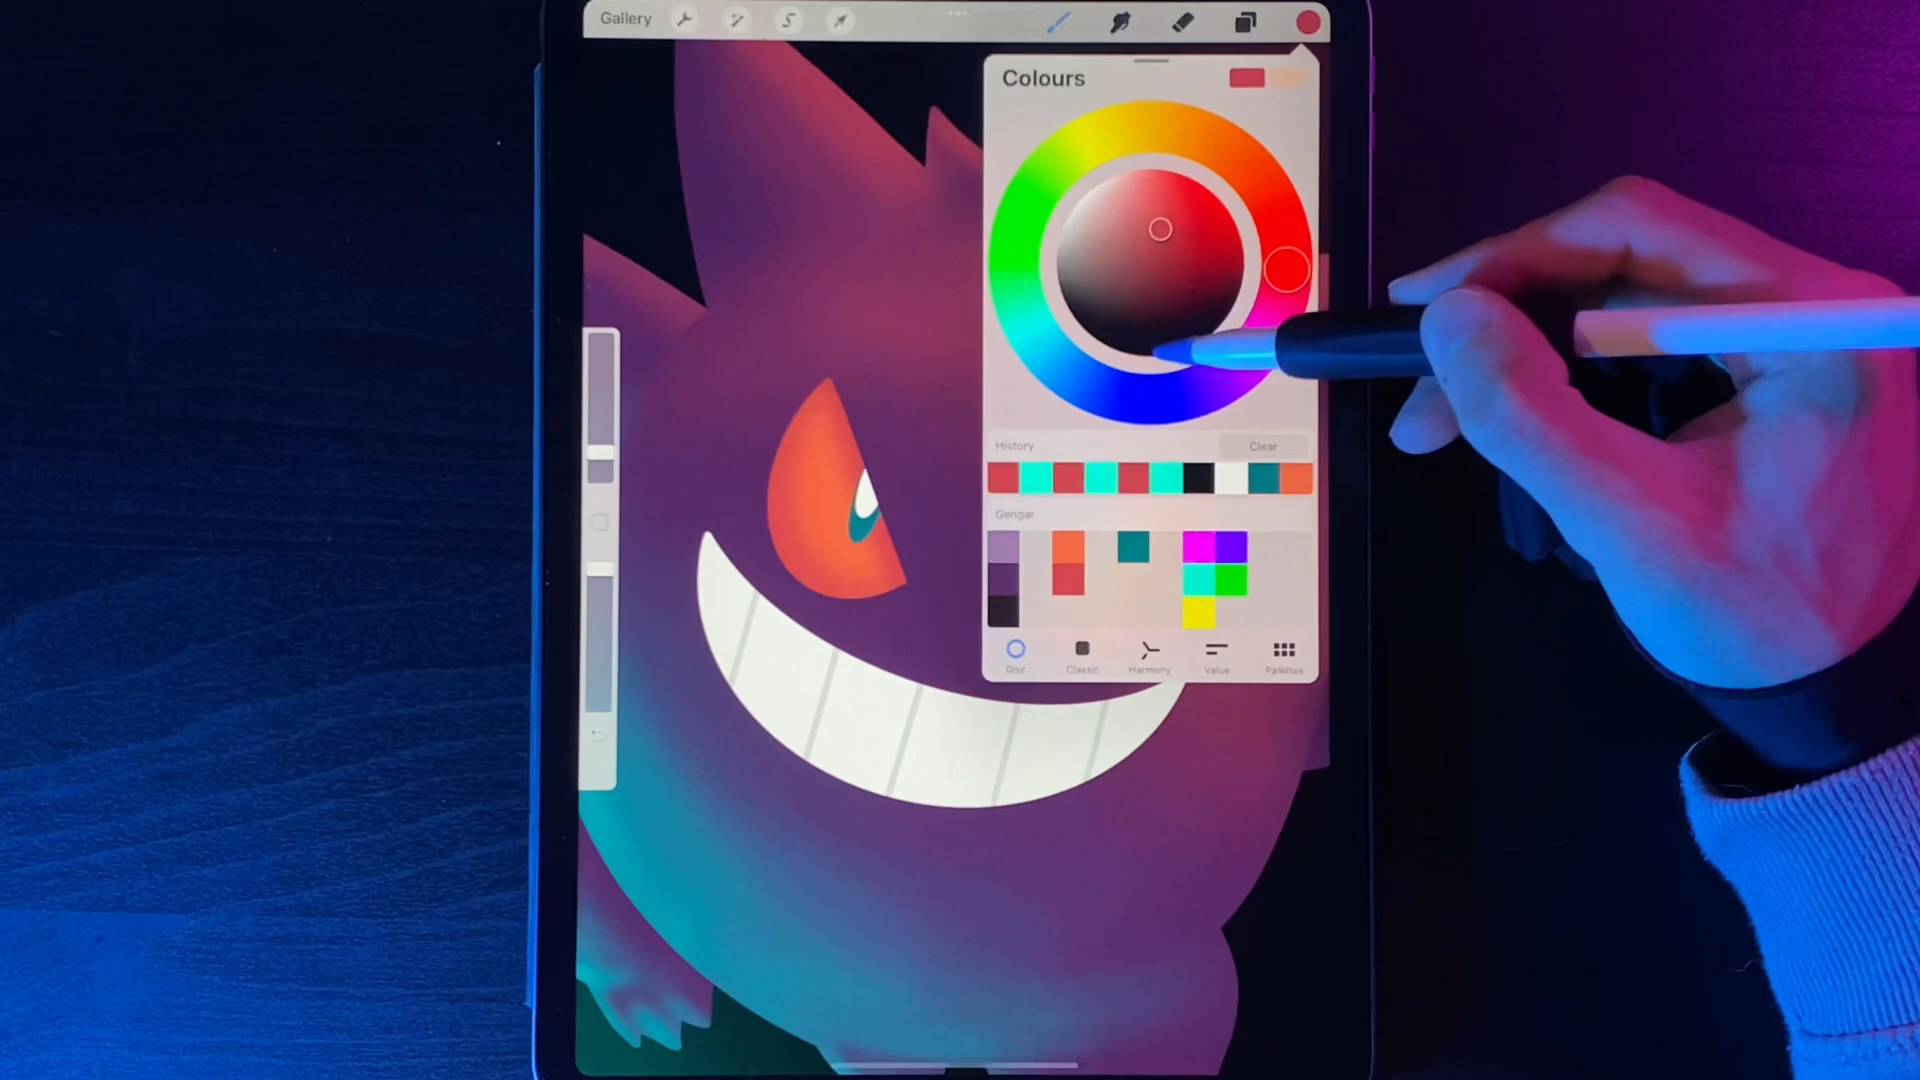 Gallery
Colours
History
Clear
Gengar
Disc
Classic
Harmony
Value
Palettes